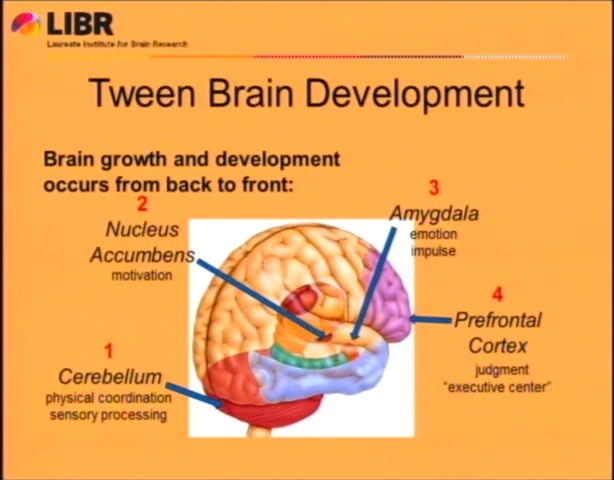 LIBR
Laureate Institute for Brain Research
Tween Brain Development
Brain growth and development
occurs from back to front:
2
Nucleus
Accumbens
motivation
3
Amygdala
emotion
impulse
4
Prefrontal
Cortex
judgment
“executive center”
1
Cerebellum
physical coordination
sensory processing